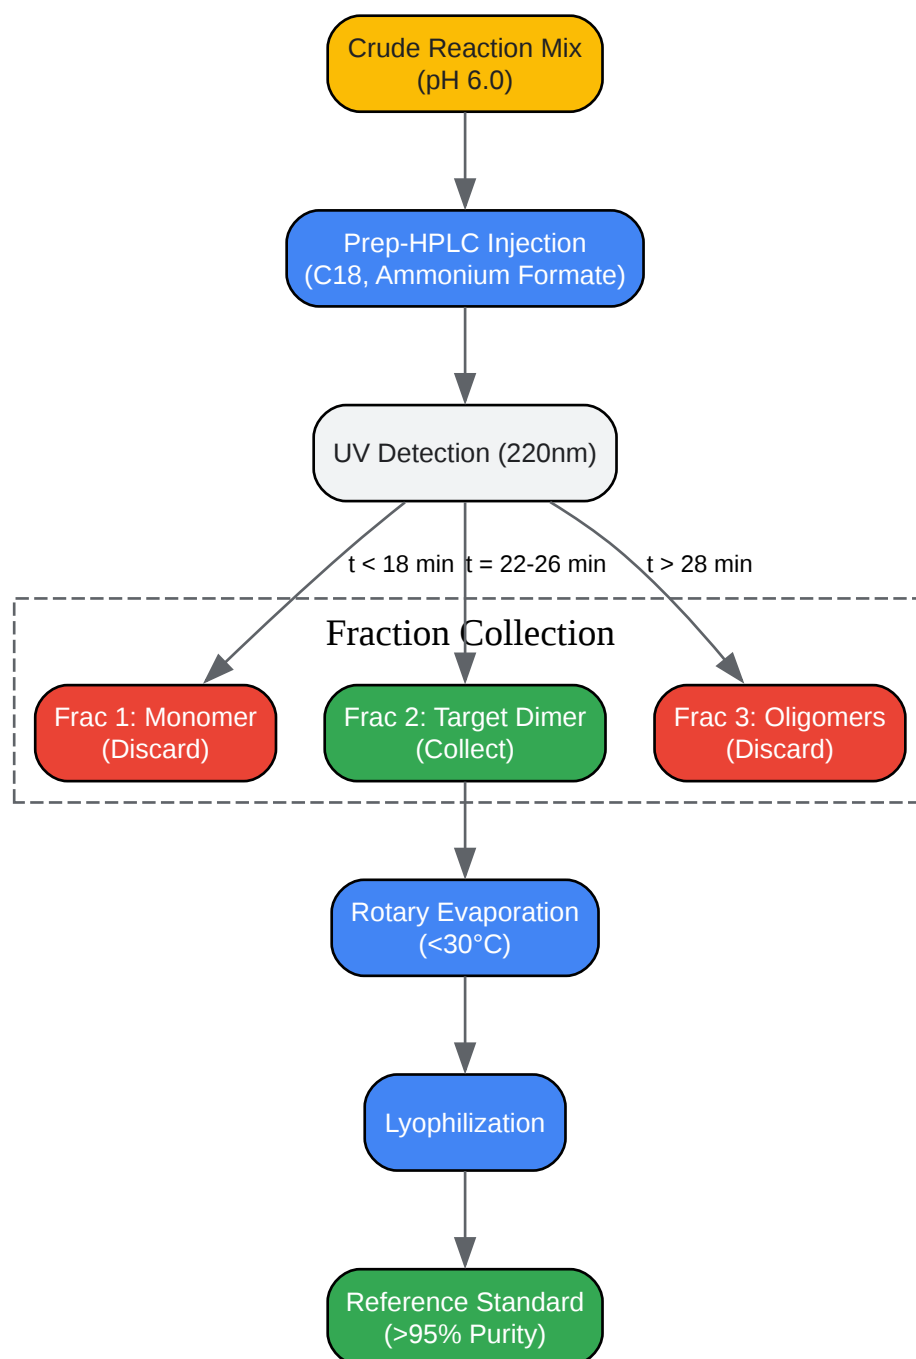 Crude Reaction Mix
(pH 6.0)
Prep-HPLC Injection
(C18, Ammonium Formate)
UV Detection (220nm)
t < 18 min
t = 22-26 min
t > 28 min
Fraction Collection
Frac 1: Monomer
(Discard)
Frac 2: Target Dimer
(Collect)
Frac 3: Oligomers
(Discard)
Rotary Evaporation
(<30°C)
Lyophilization
Reference Standard
(>95% Purity)